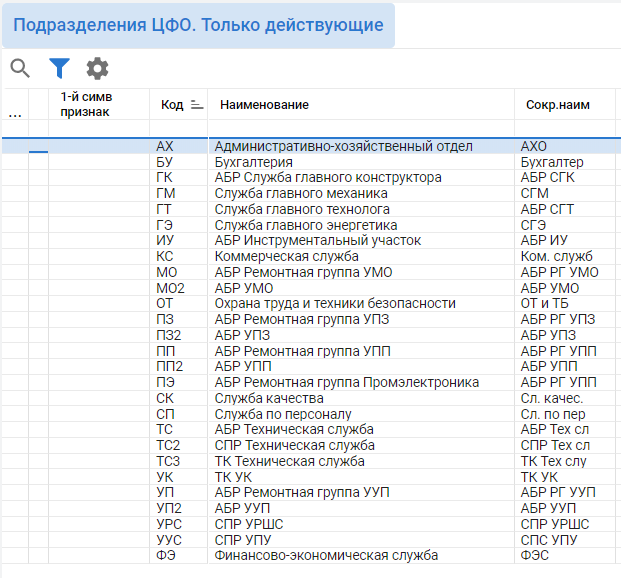 Подразделения ЦФО. Только действующие
... 1-й симв признак Код Наименование Сокр.наим
АХ Административно-хозяйственный отдел АХО
БУ Бухгалтерия Бухгалтер
ГК АБР Служба главного конструктора АБР СГК
ГМ Служба главного механика СГМ
ГТ Служба главного технолога АБР СГТ
ГЭ Служба главного энергетика СГЭ
ИУ АБР Инструментальный участок АБР ИУ
КС Коммерческая служба Ком. служб
МО АБР Ремонтная группа УМО АБР РГ УМО
МО2 АБР УМО АБР УМО
ОТ Охрана труда и техники безопасности ОТ и ТБ
ПЗ АБР Ремонтная группа УПЗ АБР РГ УПЗ
ПЗ2 АБР УПЗ АБР УПЗ
ПП АБР Ремонтная группа УПП АБР РГ УПП
ПП2 АБР УПП АБР УПП
ПЭ АБР Ремонтная группа Промэлектроника АБР РГ УПП
СК Служба качества Сл. качес.
СП Служба по персоналу Сл. по пер
ТС АБР Техническая служба АБР Тех сл
ТС2 СПР Техническая служба СПР Тех сл
ТС3 ТК Техническая служба ТК Тех слу
УК ТК УК ТК УК
УП АБР Ремонтная группа УУП АБР РГ УУП
УП2 АБР УУП АБР УУП
УРС СПР УРШС СПР УРШС
УУС СПР УПУ СПС УПУ
ФЭ Финансово-экономическая служба ФЭС